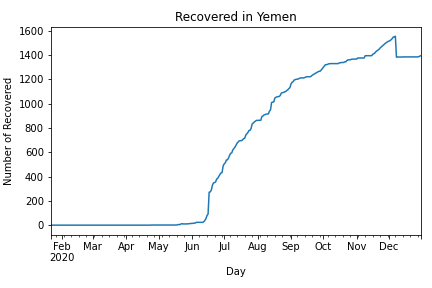 Recovered in Yemen
Number of Recovered
1600
1400
1200
1000
800
600
400
200
0
Feb Mar Apr May Jun Jul Aug Sep Oct Nov Dec
2020
Day